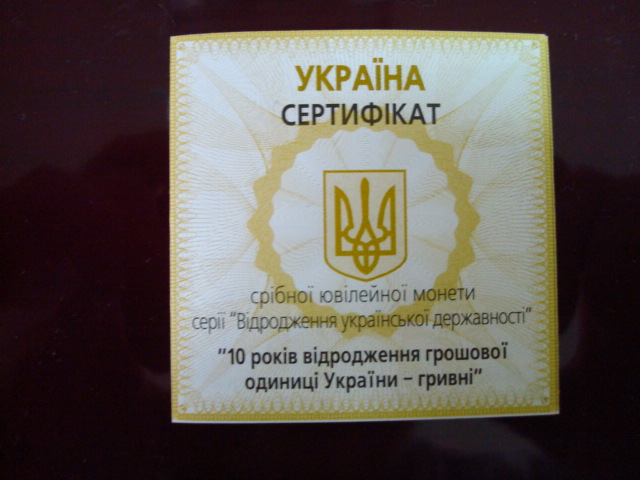 УКРАЇНА
СЕРТИФІКАТ
срібної ювілейної монети
серії "Відродження української державності"
"10 років відродження грошової
одиниці України – гривні"